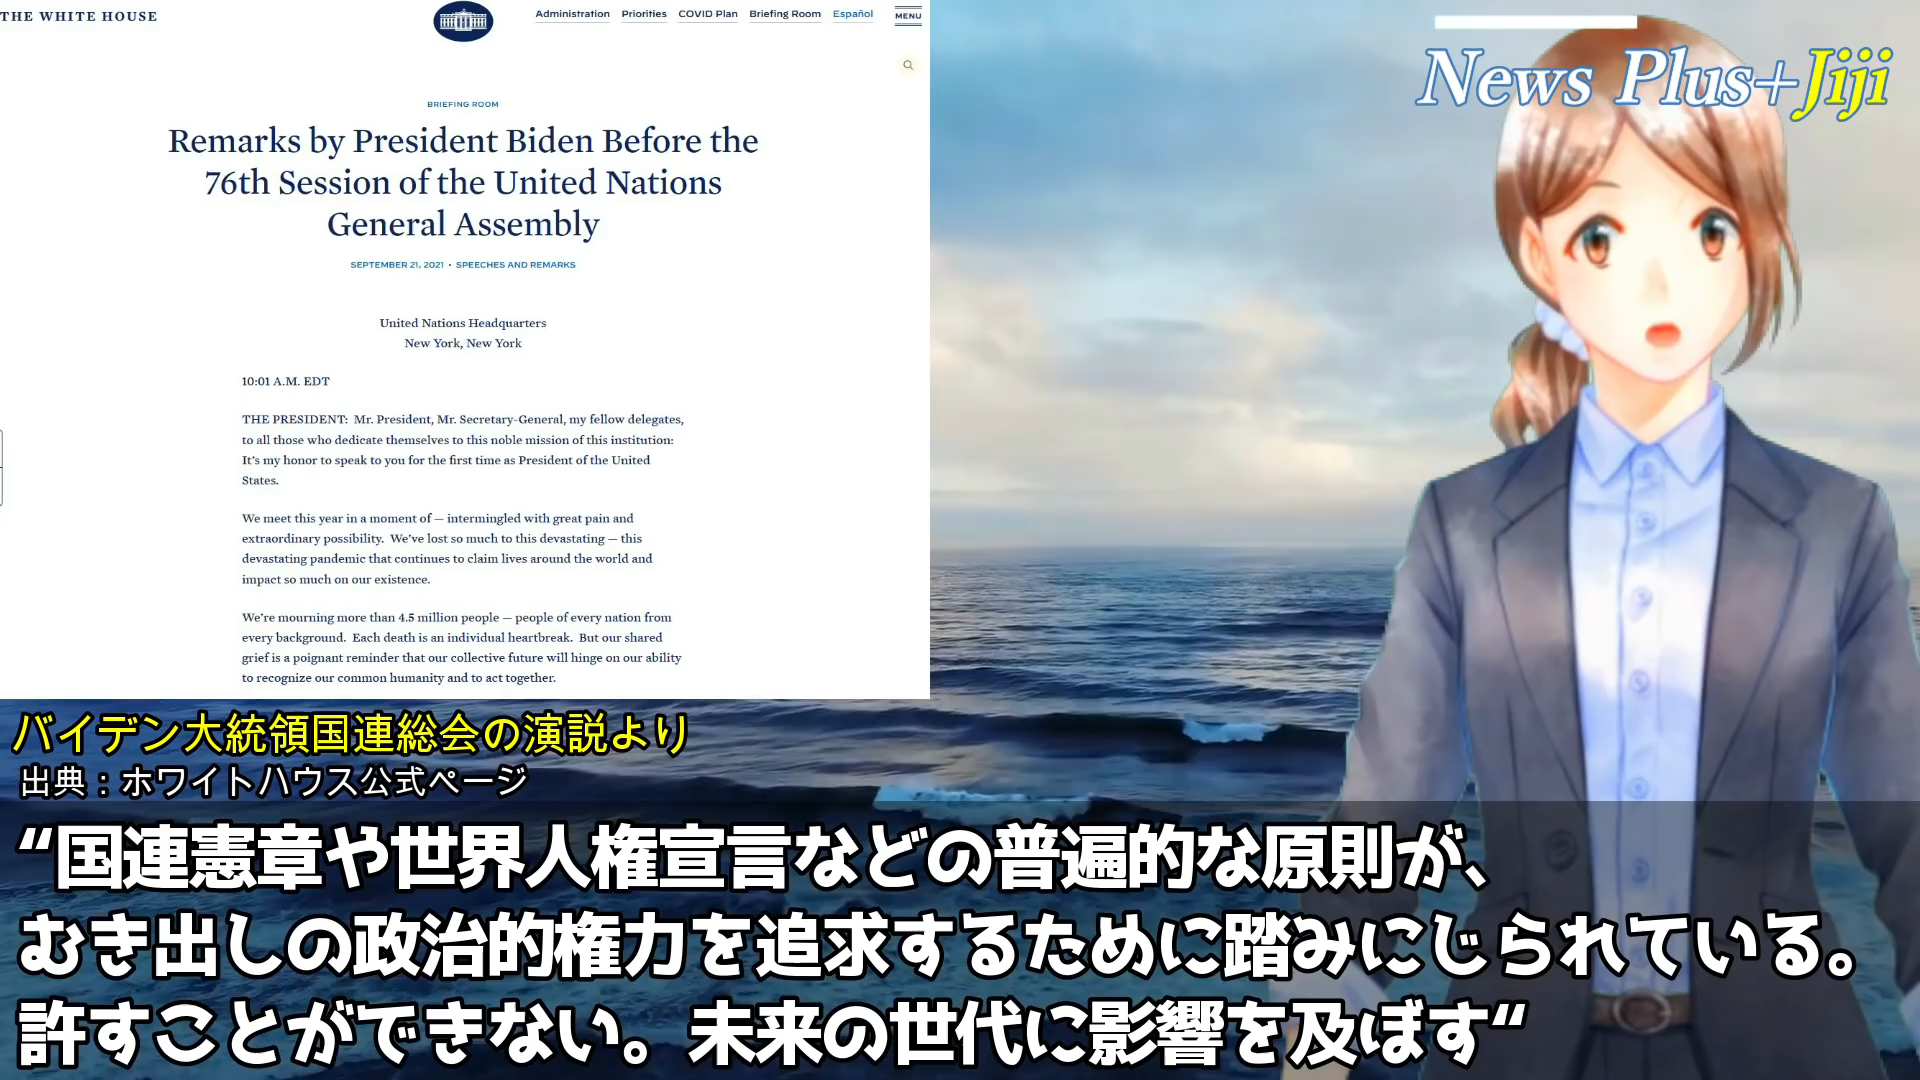 THE WHITE HOUSE
Administration Priorities COVID Plan Briefing Room Español MENU
News Plus+Jiji
BRIEFING ROOM
Remarks by President Biden Before the
76th Session of the United Nations
General Assembly
SEPTEMBER 21, 2021 • SPEECHES AND REMARKS
United Nations Headquarters
New York, New York
10:01 A.M. EDT
THE PRESIDENT:  Mr. President, Mr. Secretary-General, my fellow delegates,
to all those who dedicate themselves to this noble mission of this institution:
It's my honor to speak to you for the first time as President of the United
States.
We meet this year in a moment of — intermingled with great pain and
extraordinary possibility.  We've lost so much to this devastating — this
devastating pandemic that continues to claim lives around the world and
impact so much on our existence.
We're mourning more than 4.5 million people — people of every nation from
every background.  Each death is an individual heartbreak.  But our shared
grief is a poignant reminder that our collective future will hinge on our ability
to recognize our common humanity and to act together.
バイデン大統領国連総会の演説より
出典：ホワイトハウス公式ページ
“国連憲章や世界人権宣言などの普遍的な原則が、
むき出しの政治的権力を追求するために踏みにじられている。
許すことができない。未来の世代に影響を及ぼす“